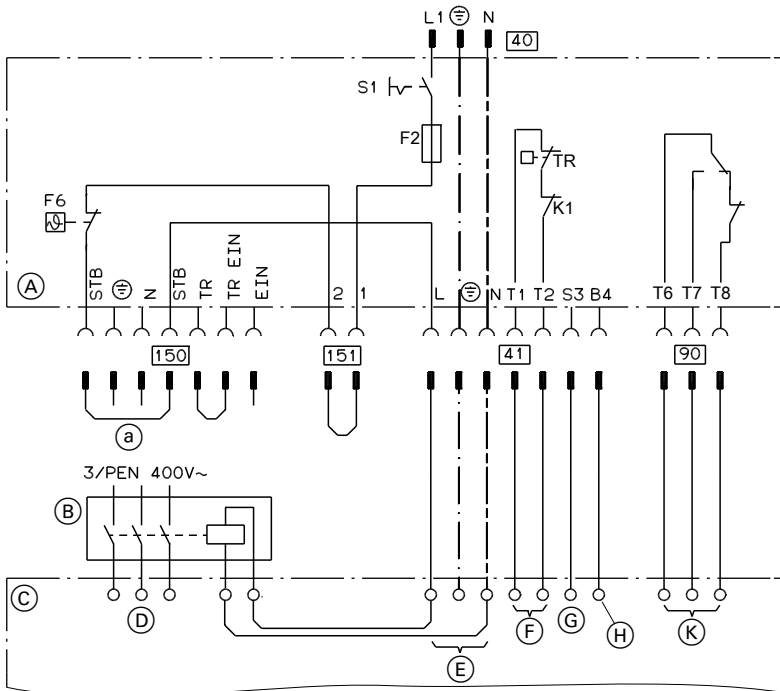 L1 ⏚ N
40
S1
F2
TR
K1
F6
A
STB ⏚ N STB TR TR EIN EIN
2 1
L ⏚ N T1 T2 S3 B4
T6 T7 T8
150
151
41
90
a
3/PEN 400V~
B
C
D
E
F
G
H
K